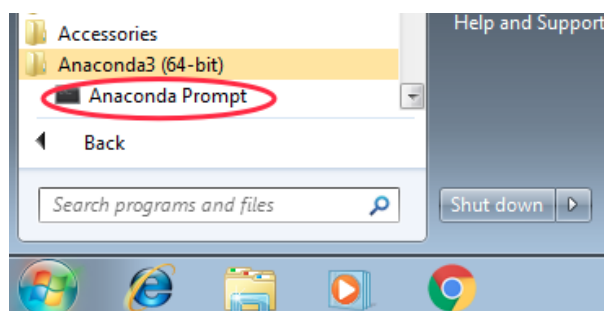 Accessories
Anaconda3 (64-bit)
Anaconda Prompt
Back
Search programs and files
Help and Support
Shut down